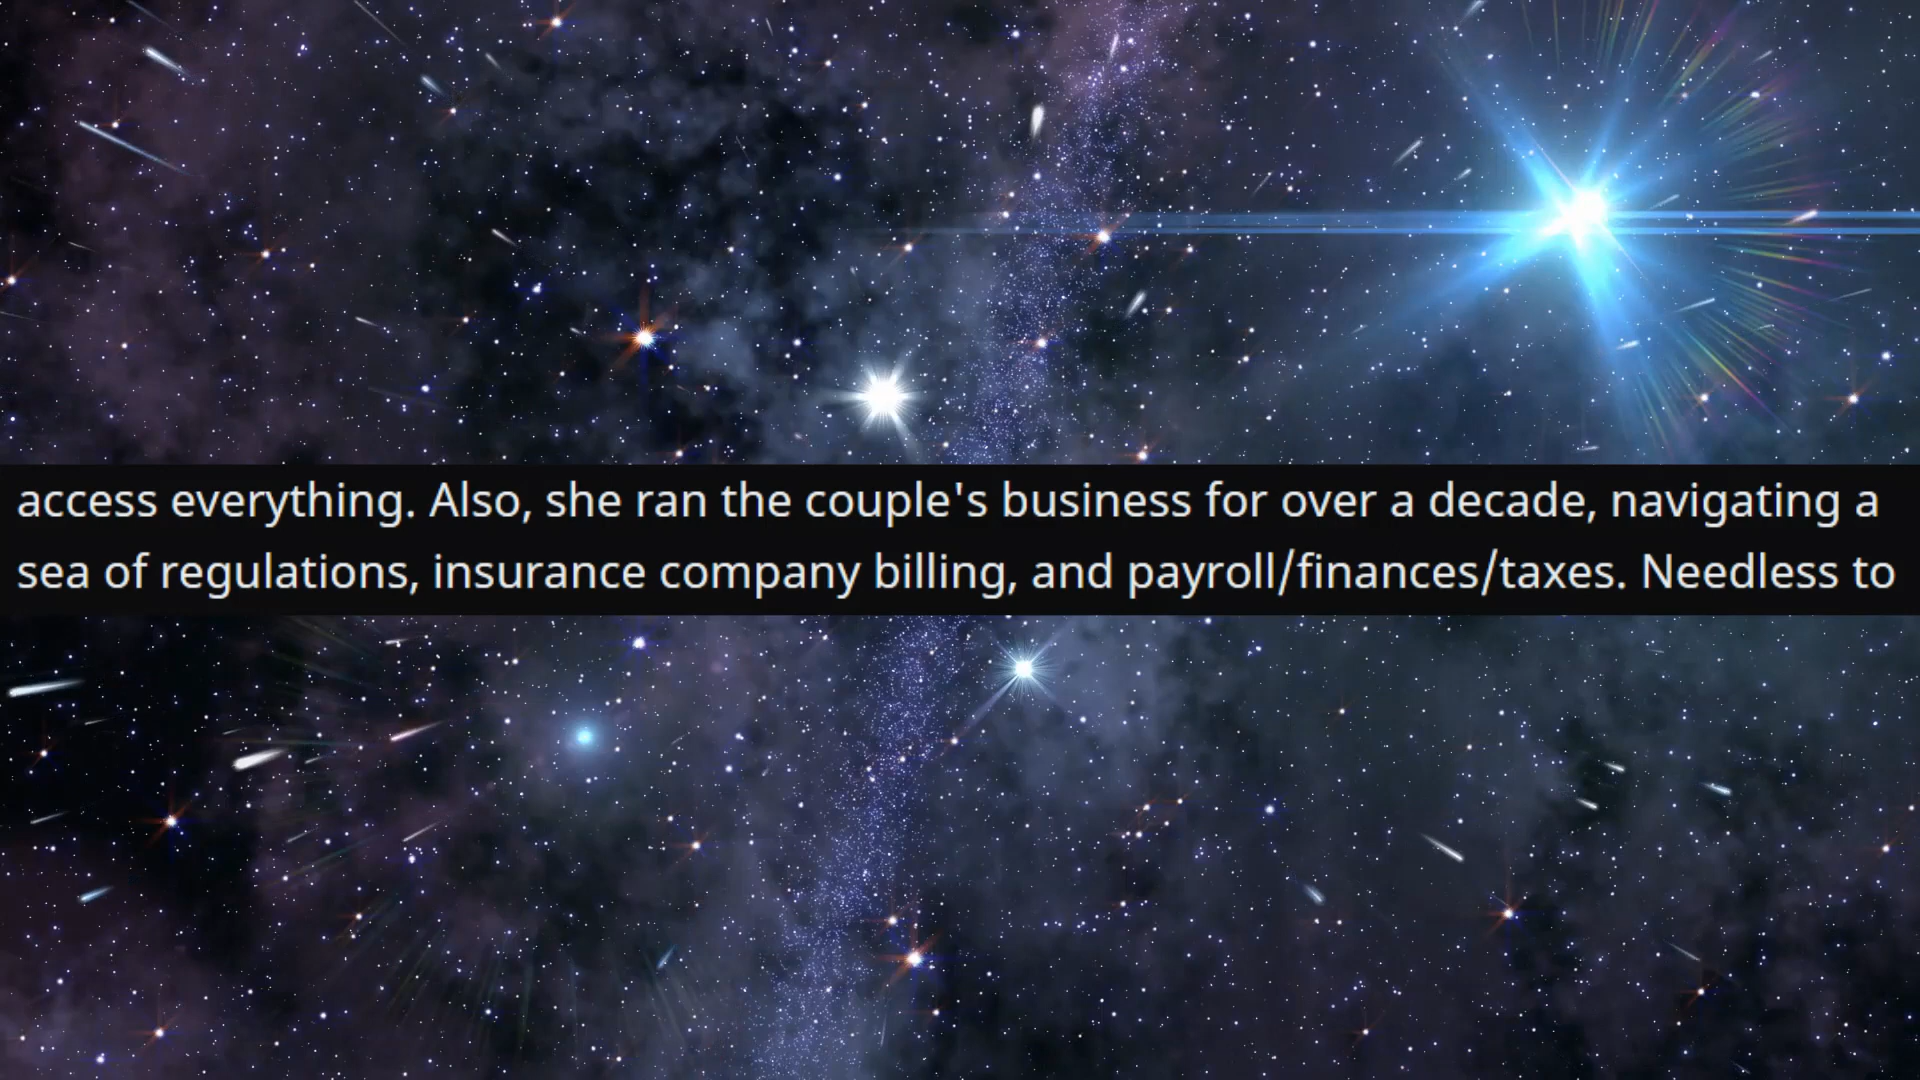 access everything. Also, she ran the couple's business for over a decade, navigating a
sea of regulations, insurance company billing, and payroll/finances/taxes. Needless to